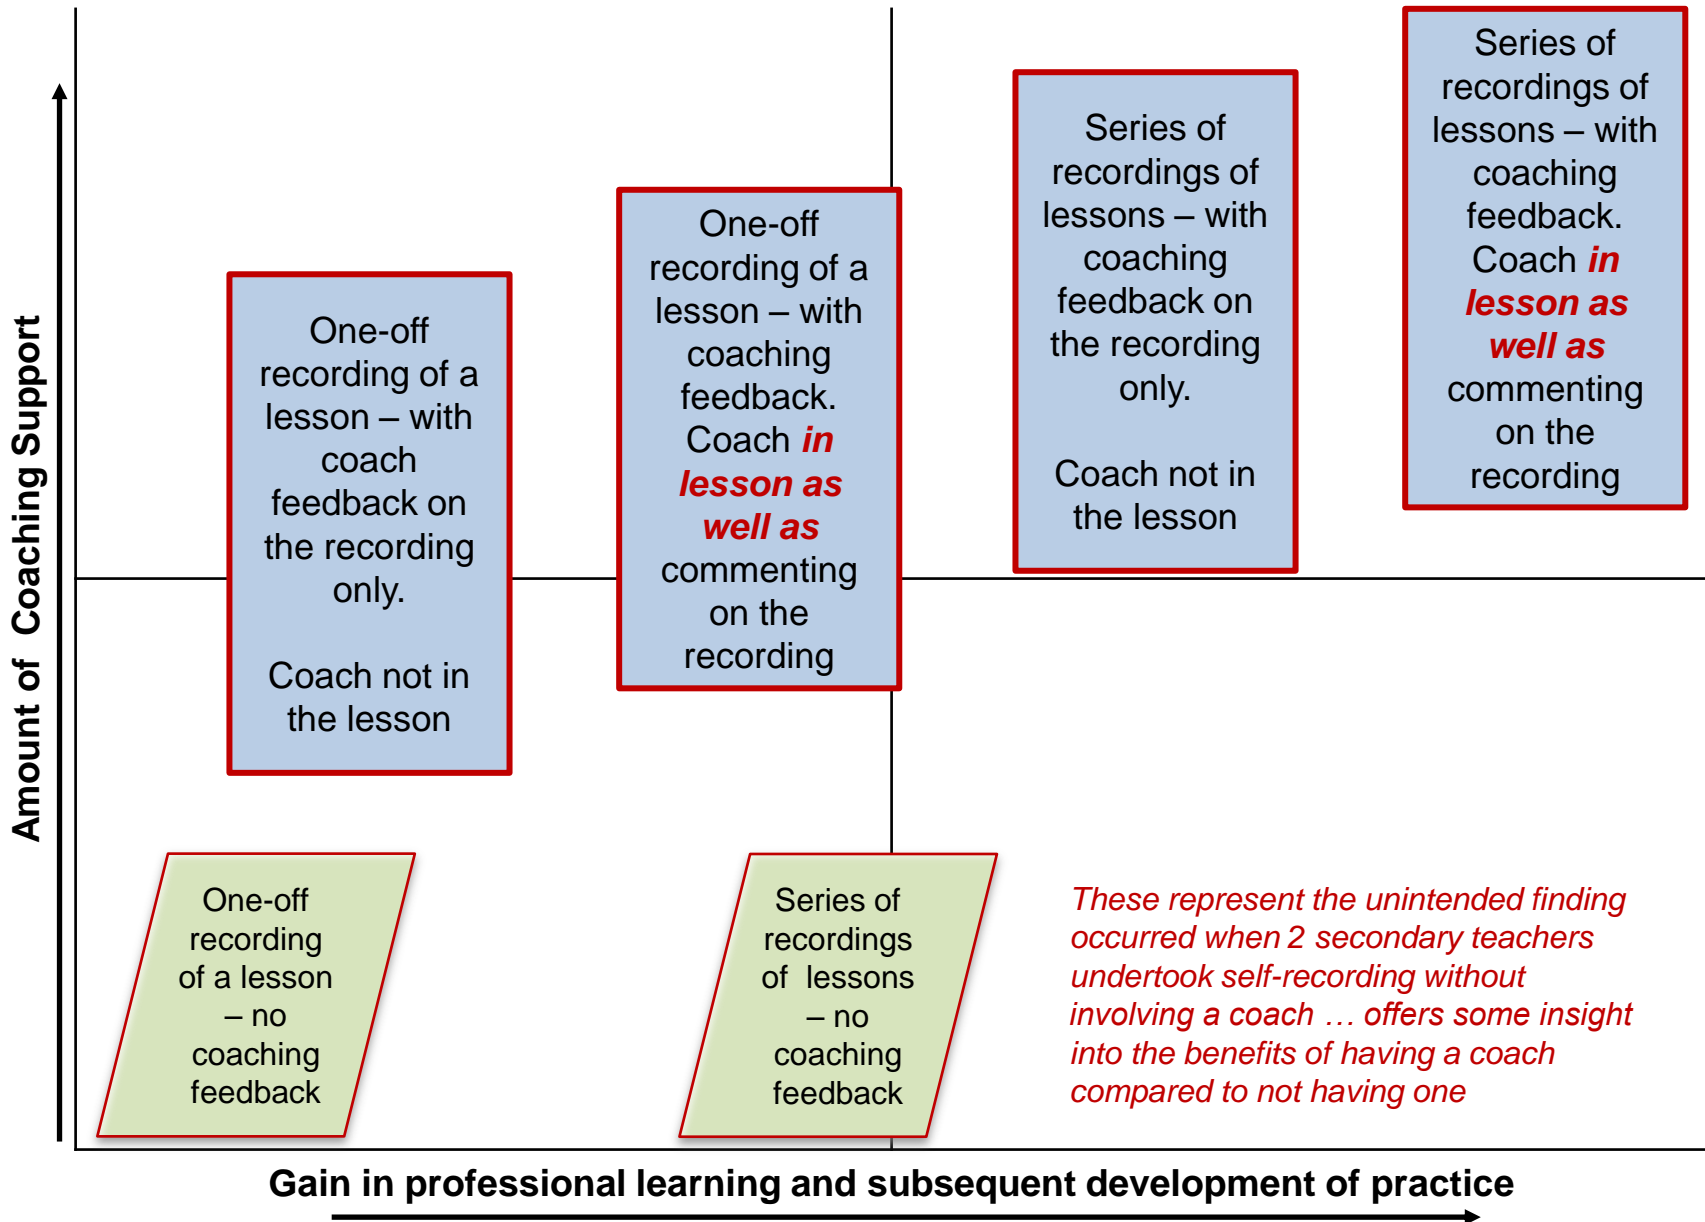 Amount of  Coaching Support
One-off
recording of a
lesson – with
coach
feedback on
the recording
only.
Coach not in
the lesson
One-off
recording of a
lesson – with
coaching
feedback.
Coach in
lesson as
well as
commenting
on the
recording
Series of
recordings of
lessons – with
coaching
feedback on
the recording
only.
Coach not in
the lesson
Series of
recordings of
lessons – with
coaching
feedback.
Coach in
lesson as
well as
commenting
on the
recording
One-off
recording
of a lesson
– no
coaching
feedback
Series of
recordings
of  lessons
– no
coaching
feedback
These represent the unintended finding
occurred when 2 secondary teachers
undertook self-recording without
involving a coach … offers some insight
into the benefits of having a coach
compared to not having one
Gain in professional learning and subsequent development of practice